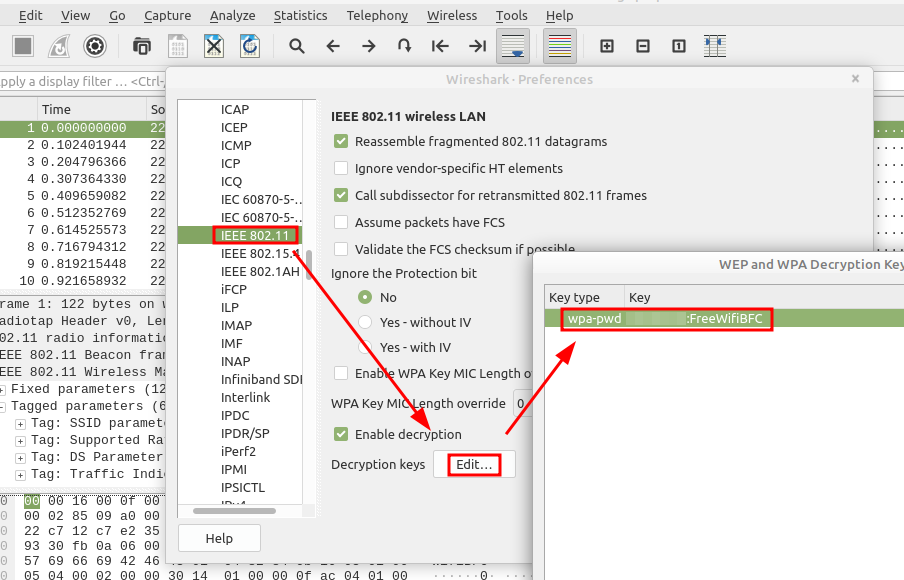 Edit View Go Capture Analyze Statistics Telephony Wireless Tools Help
pply a display filter … <Ctrl-/
Wireshark · Preferences
Time So
1 0.000000000 22
2 0.102401944 22
3 0.204796366 22
4 0.307364330 22
5 0.409659082 22
6 0.512352769 22
7 0.614525573 22
8 0.716794312 22
9 0.819215448 22
10 0.921658932 22
rame 1: 122 bytes on w
adiotap Header v0, Len
02.11 radio informatic
EEE 802.11 Beacon fram
EEE 802.11 Wireless Ma
Fixed parameters (12
Tagged parameters (6
Tag: SSID paramete
Tag: Supported Rat
Tag: DS Parameter
Tag: Traffic Indic
00 00 16 00 0f 00
00 02 85 09 a0 00
22 c7 12 c7 e2 35
93 30 fb 0a 06 00
57 69 66 69 42 46
05 04 00 02 00 00 30 14 01 00 00 0f ac 04 01 00
ICAP
ICEP
ICMP
ICP
ICQ
IEC 60870-5-…
IEC 60870-5-…
IEEE 802.11
IEEE 802.15.4
IEEE 802.1AH
iFCP
ILP
IMAP
IMF
INAP
Infiniband SDP
Interlink
IPDC
IPDR/SP
iPerf2
IPMI
IPSICTL
IPv4
Help
IEEE 802.11 wireless LAN
Reassemble fragmented 802.11 datagrams
Ignore vendor-specific HT elements
Call subdissector for retransmitted 802.11 frames
Assume packets have FCS
Validate the FCS checksum if possible
Ignore the Protection bit
No
Yes - without IV
Yes - with IV
Enable WPA Key MIC Length o
WPA Key MIC Length override 0
Enable decryption
Decryption keys Edit…
WEP and WPA Decryption Key
Key type Key
wpa-pwd :FreeWifiBFC